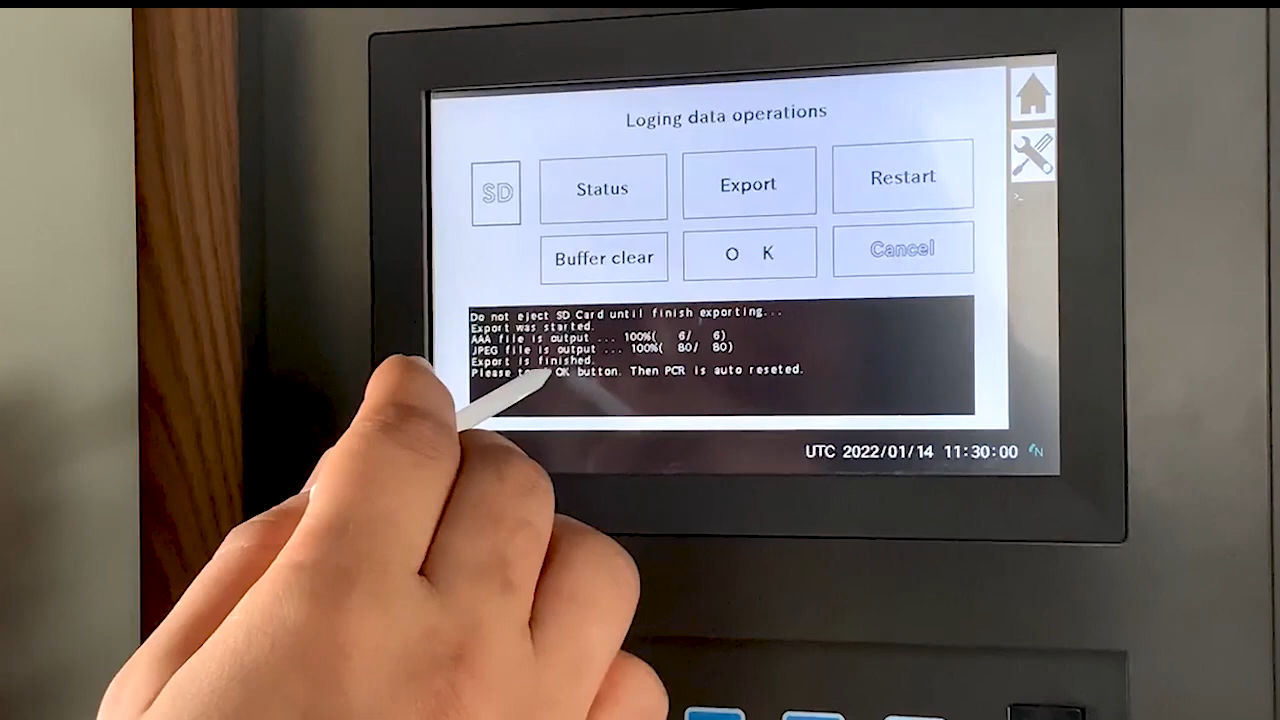 Loging data operations
SD
Status
Export
Restart
Buffer clear
O K
Cancel
Do not eject SD Card until finish exporting...
Export was started.
AAA file is output ... 100%( 6/ 6)
JPEG file is output ... 100%( 80/ 80)
Export is finished.
Please OK button. Then PCR is auto reseted.
UTC 2022/01/14 11:30:00
N